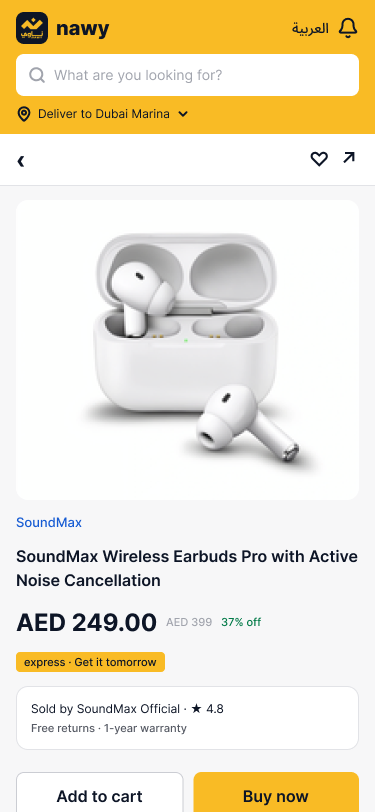 nawy
العربية
What are you looking for?
Deliver to Dubai Marina
SoundMax
SoundMax Wireless Earbuds Pro with Active
Noise Cancellation
AED 249.00 AED 399 37% off
express · Get it tomorrow
Sold by SoundMax Official · ★ 4.8
Free returns · 1-year warranty
Add to cart
Buy now